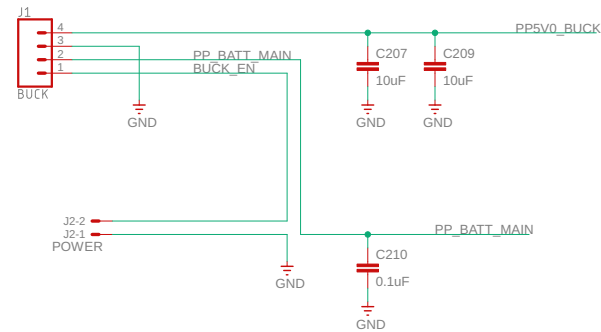 J1
4
PP5V0_BUCK
3
C207
C209
PP_BATT_MAIN
2
BUCK_EN
1
10uF
10uF
BUCK
GND
GND
GND
J2-2
PP_BATT_MAIN
J2-1
POWER
C210
GND
0.1uF
GND